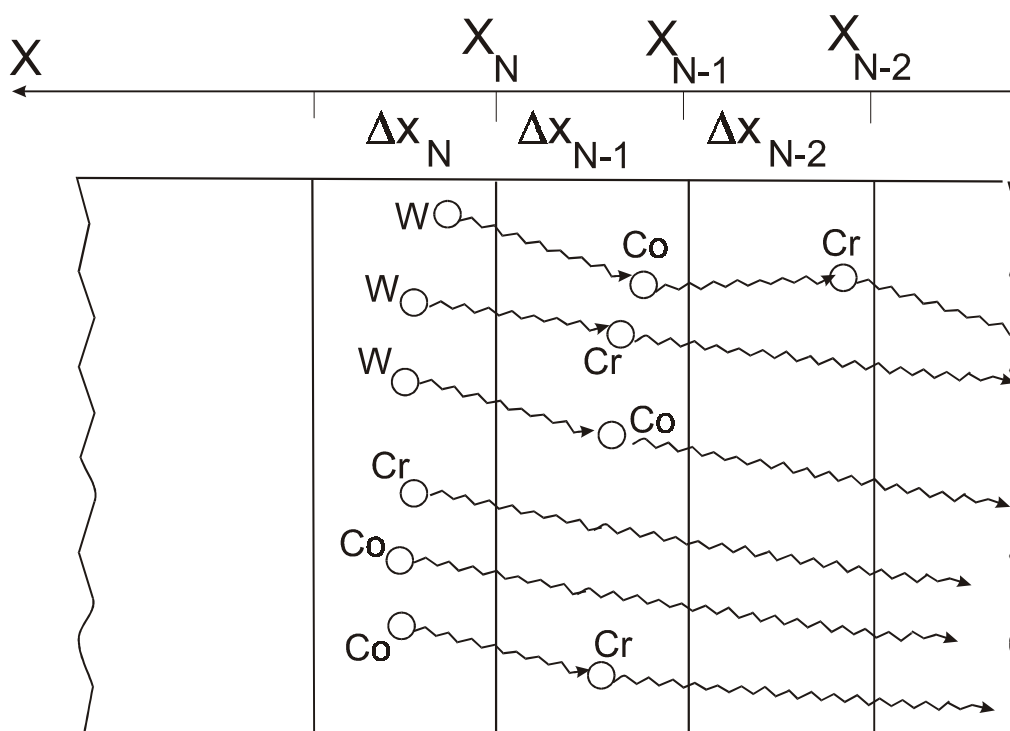 X
X_N
X_N-1
X_N-2
Δx_N
Δx_N-1
Δx_N-2
W
Co
Cr
W
Cr
W
Co
Cr
Co
Co
Cr